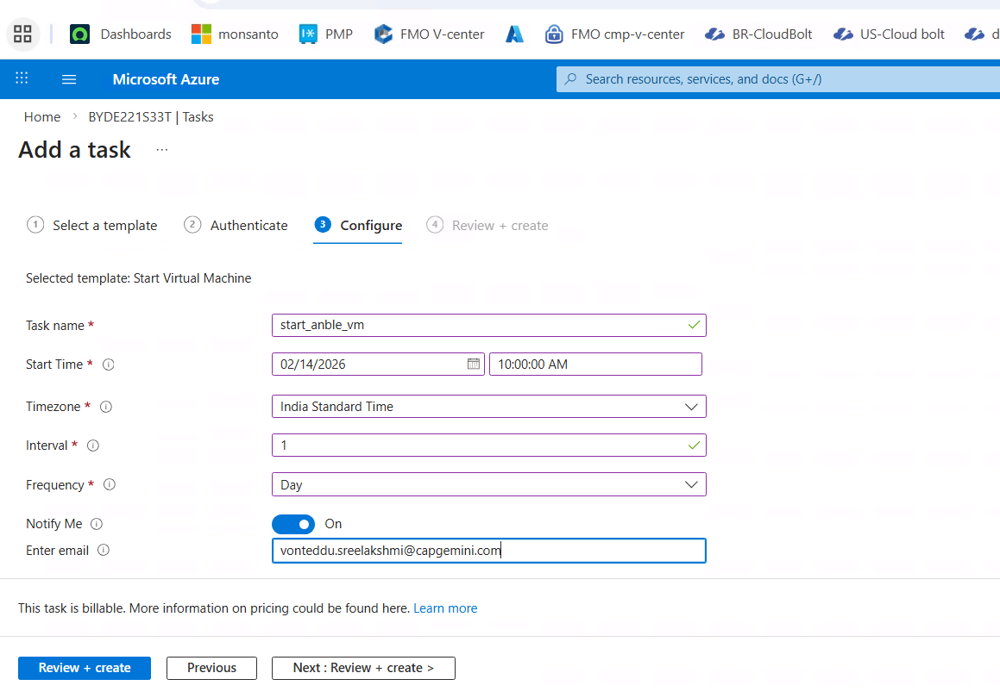 Dashboards monsanto PMP FMO V-center FMO cmp-v-center BR-CloudBolt US-Cloud bolt d
Microsoft Azure Search resources, services, and docs (G+/)
Home > BYDE221S33T | Tasks
Add a task ...
1 Select a template 2 Authenticate 3 Configure 4 Review + create
Selected template: Start Virtual Machine
Task name * start_anble_vm
Start Time * 02/14/2026 10:00:00 AM
Timezone * India Standard Time
Interval * 1
Frequency * Day
Notify Me On
Enter email vonteddu.sreelakshmi@capgemini.com
This task is billable. More information on pricing could be found here. Learn more
Review + create Previous Next : Review + create >